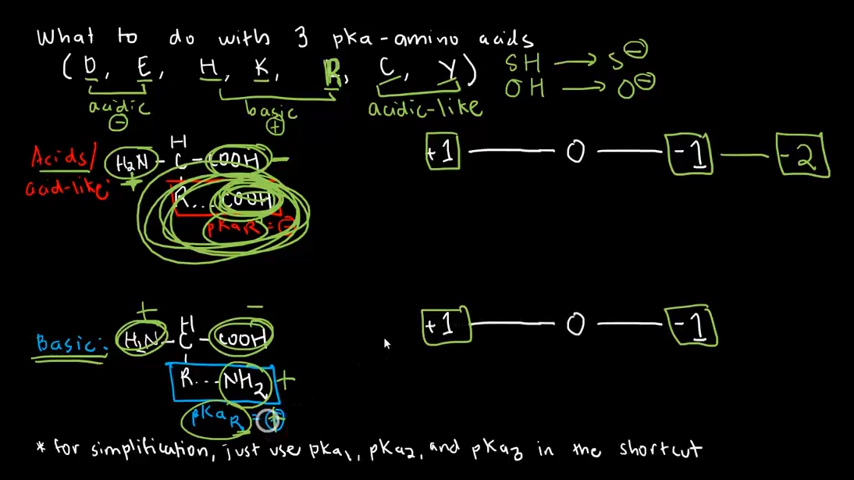 What to do with 3 pka-amino acids
(D, E, H, K, R, C, Y) SH → S⊖
OH → O⊖
acidic basic acidic-like
⊖ ⊕
H
Acids/ H₂N - C - COOH - +1 0 -1 -2
acid-like: +
R... COOH
pKaR = ⊖
+ -
H
Basic: H₂N - C - COOH +1 0 -1
R... NH₂ +
pKaR = ⊕
* For simplification, just use pKa₁, pKa₂, and pKa₃ in the shortcut